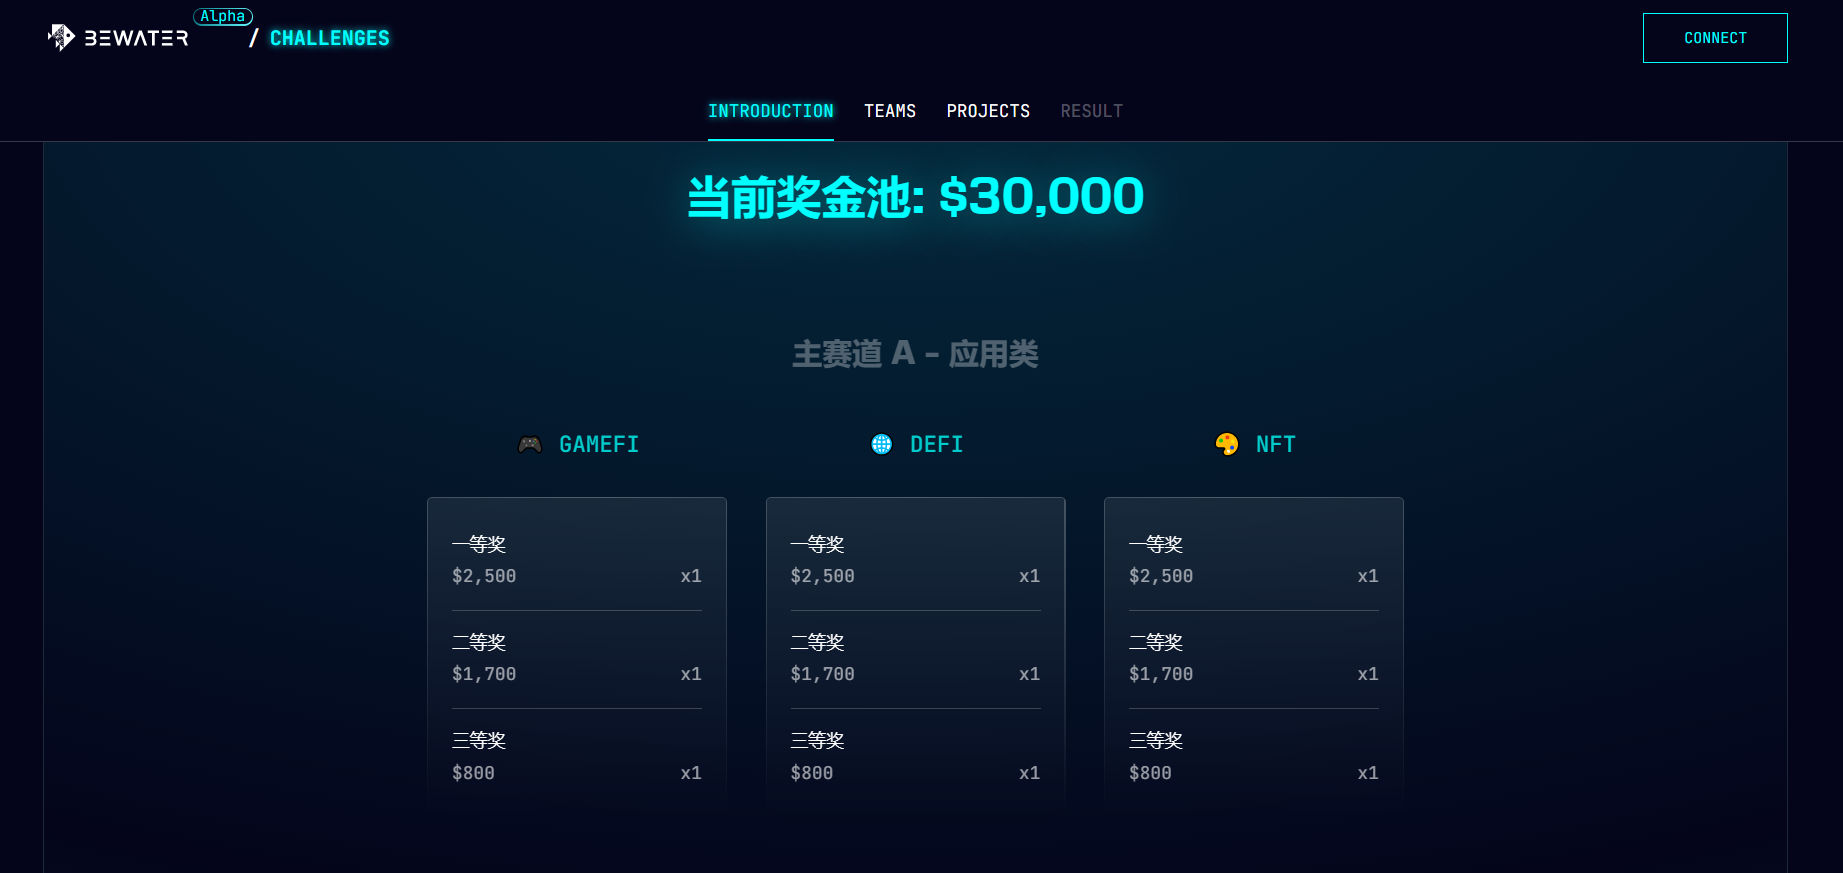 BEWATER Alpha / CHALLENGES
CONNECT
INTRODUCTION TEAMS PROJECTS RESULT
当前奖金池: $30,000
主赛道 A - 应用类
GAMEFI DEFI NFT
一等奖 一等奖 一等奖
$2,500 x1 $2,500 x1 $2,500 x1
二等奖 二等奖 二等奖
$1,700 x1 $1,700 x1 $1,700 x1
三等奖 三等奖 三等奖
$800 x1 $800 x1 $800 x1